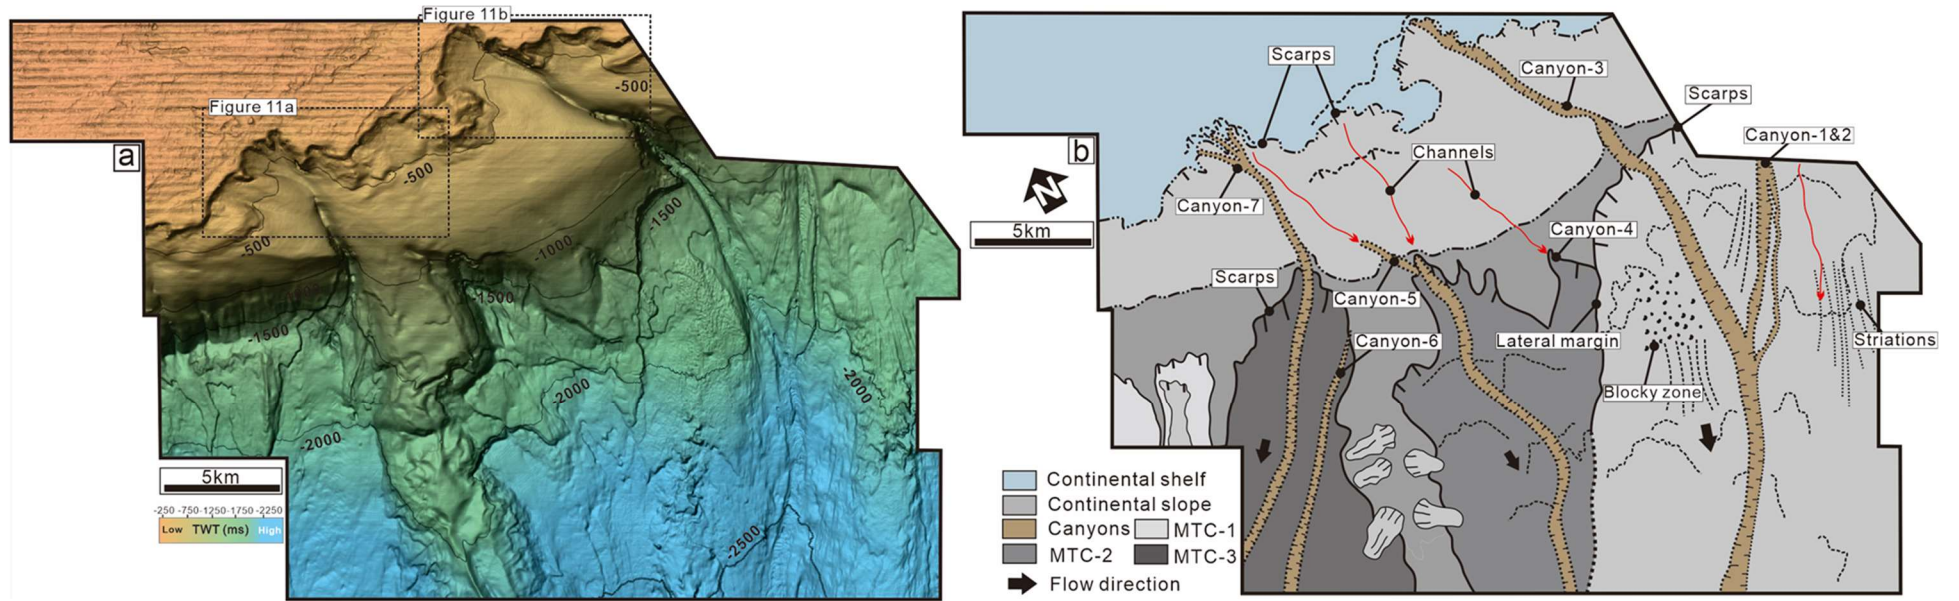 Figure 11b
-500
Figure 11a
a
-500
-500
-1500
-1000
-1500
-1500
-2000
-2000
-2000
-2500
5km
-250 -750 -1250 -1750 -2250
Low TWT (ms) High
Scarps
Canyon-3
Scarps
Canyon-1&2
b
Channels
N
Canyon-7
5km
Canyon-4
Scarps
Canyon-5
Canyon-6
Lateral margin
Striations
Blocky zone
Continental shelf
Continental slope
Canyons MTC-1
MTC-2 MTC-3
Flow direction